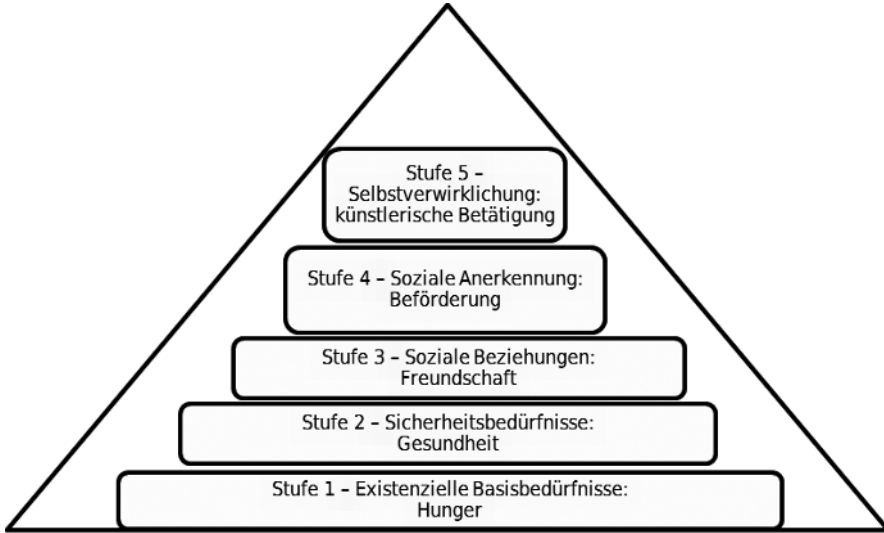 Stufe 5 – 
Selbstverwirklichung:
künstlerische Betätigung
Stufe 4 – Soziale Anerkennung:
Beförderung
Stufe 3 – Soziale Beziehungen:
Freundschaft
Stufe 2 – Sicherheitsbedürfnisse:
Gesundheit
Stufe 1 – Existenzielle Basisbedürfnisse:
Hunger